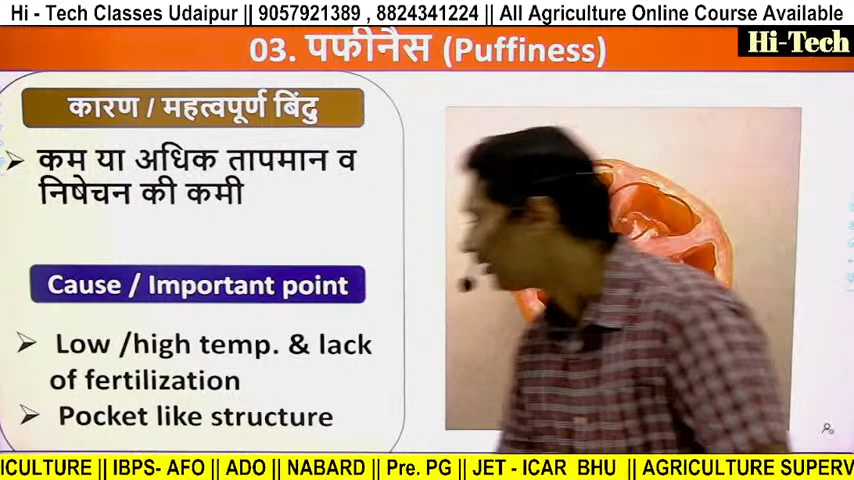 Hi - Tech Classes Udaipur || 9057921389 , 8824341224 || All Agriculture Online Course Available
03. पफीनैस (Puffiness)
Hi-Tech
कारण / महत्वपूर्ण बिंदु
➢ कम या अधिक तापमान व
निषेचन की कमी
Cause / Important point
➢ Low /high temp. & lack
of fertilization
➢ Pocket like structure
ICULTURE || IBPS- AFO || ADO || NABARD || Pre. PG || JET - ICAR BHU || AGRICULTURE SUPERV